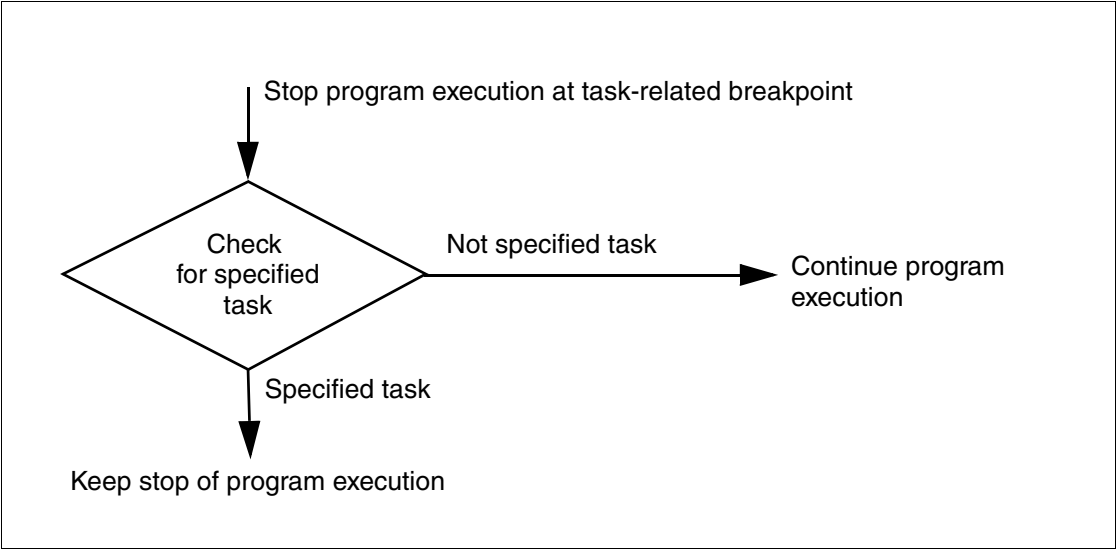 Stop program execution at task-related breakpoint
Check
for specified
task
Not specified task
Continue program
execution
Specified task
Keep stop of program execution